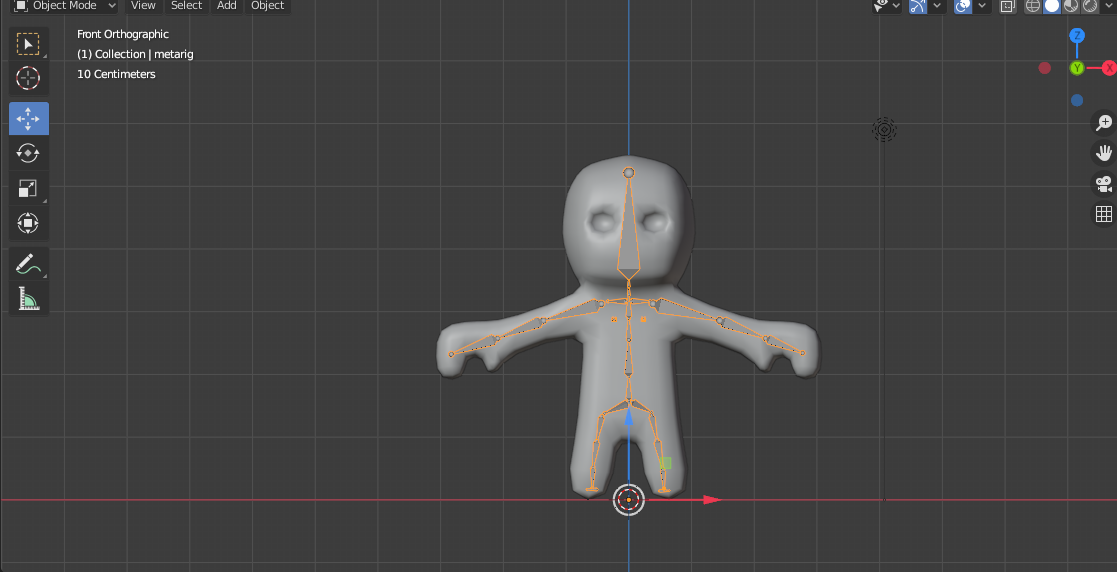 Object Mode View Select Add Object
Front Orthographic
(1) Collection | metarig
10 Centimeters
Z
Y
X